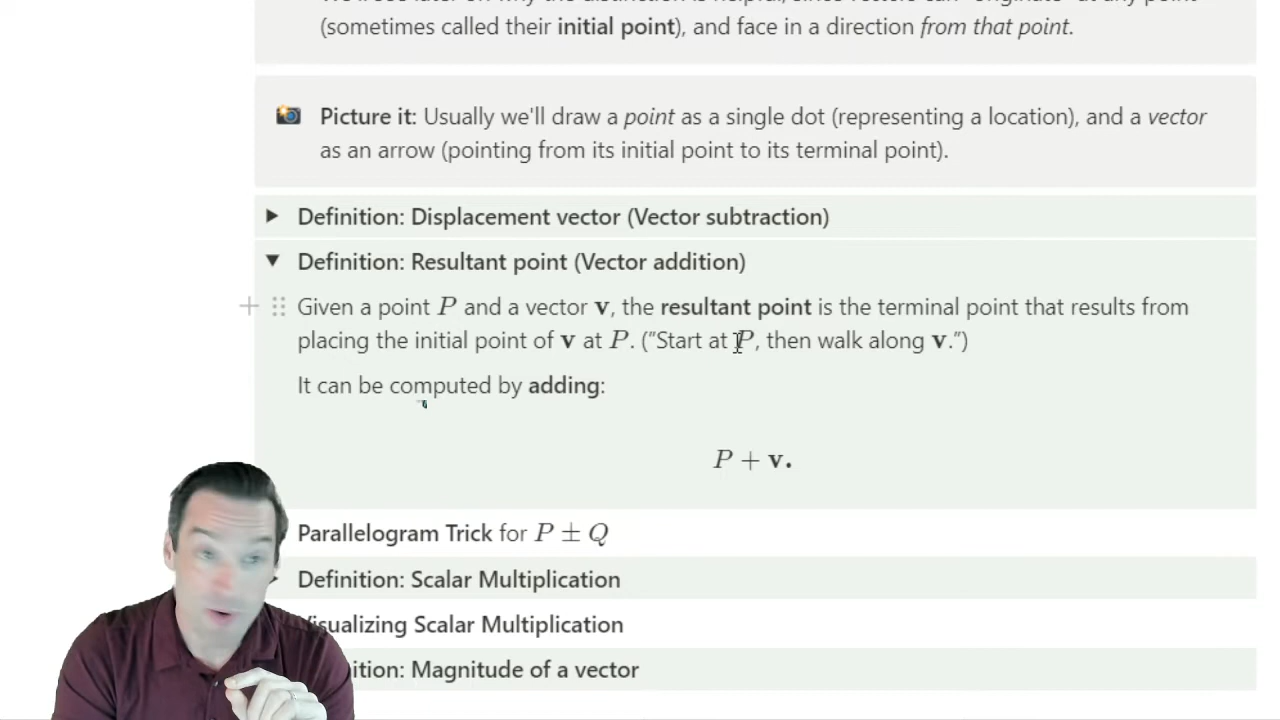 (sometimes called their initial point), and face in a direction from that point.
Picture it: Usually we'll draw a point as a single dot (representing a location), and a vector
as an arrow (pointing from its initial point to its terminal point).
Definition: Displacement vector (Vector subtraction)
Definition: Resultant point (Vector addition)
Given a point P and a vector v, the resultant point is the terminal point that results from
placing the initial point of v at P. ("Start at P, then walk along v.")
It can be computed by adding:
P + v.
Parallelogram Trick for P ± Q
Definition: Scalar Multiplication
Visualizing Scalar Multiplication
nition: Magnitude of a vector